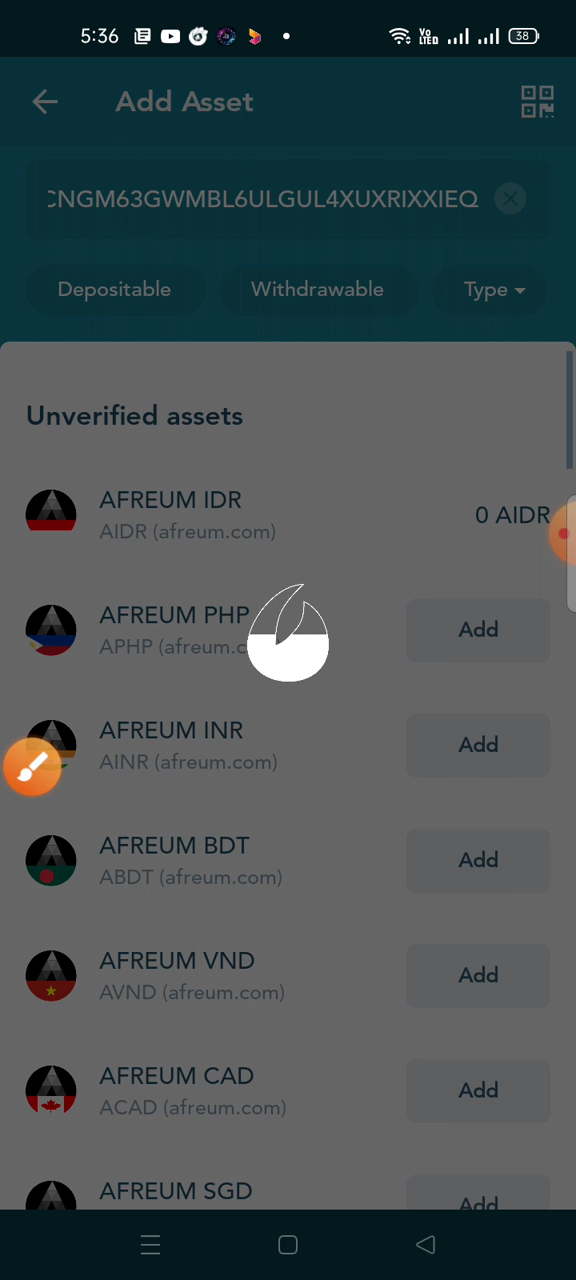 5:36
VoLTED
38
Add Asset
CNGM63GWMBL6ULGUL4XUXRIXXIEQ
Depositable
Withdrawable
Type
Unverified assets
AFREUM IDR
AIDR (afreum.com)
0 AIDR
AFREUM PHP
APHP (afreum.c
Add
AFREUM INR
AINR (afreum.com)
Add
AFREUM BDT
ABDT (afreum.com)
Add
AFREUM VND
AVND (afreum.com)
Add
AFREUM CAD
ACAD (afreum.com)
Add
AFREUM SGD
Add